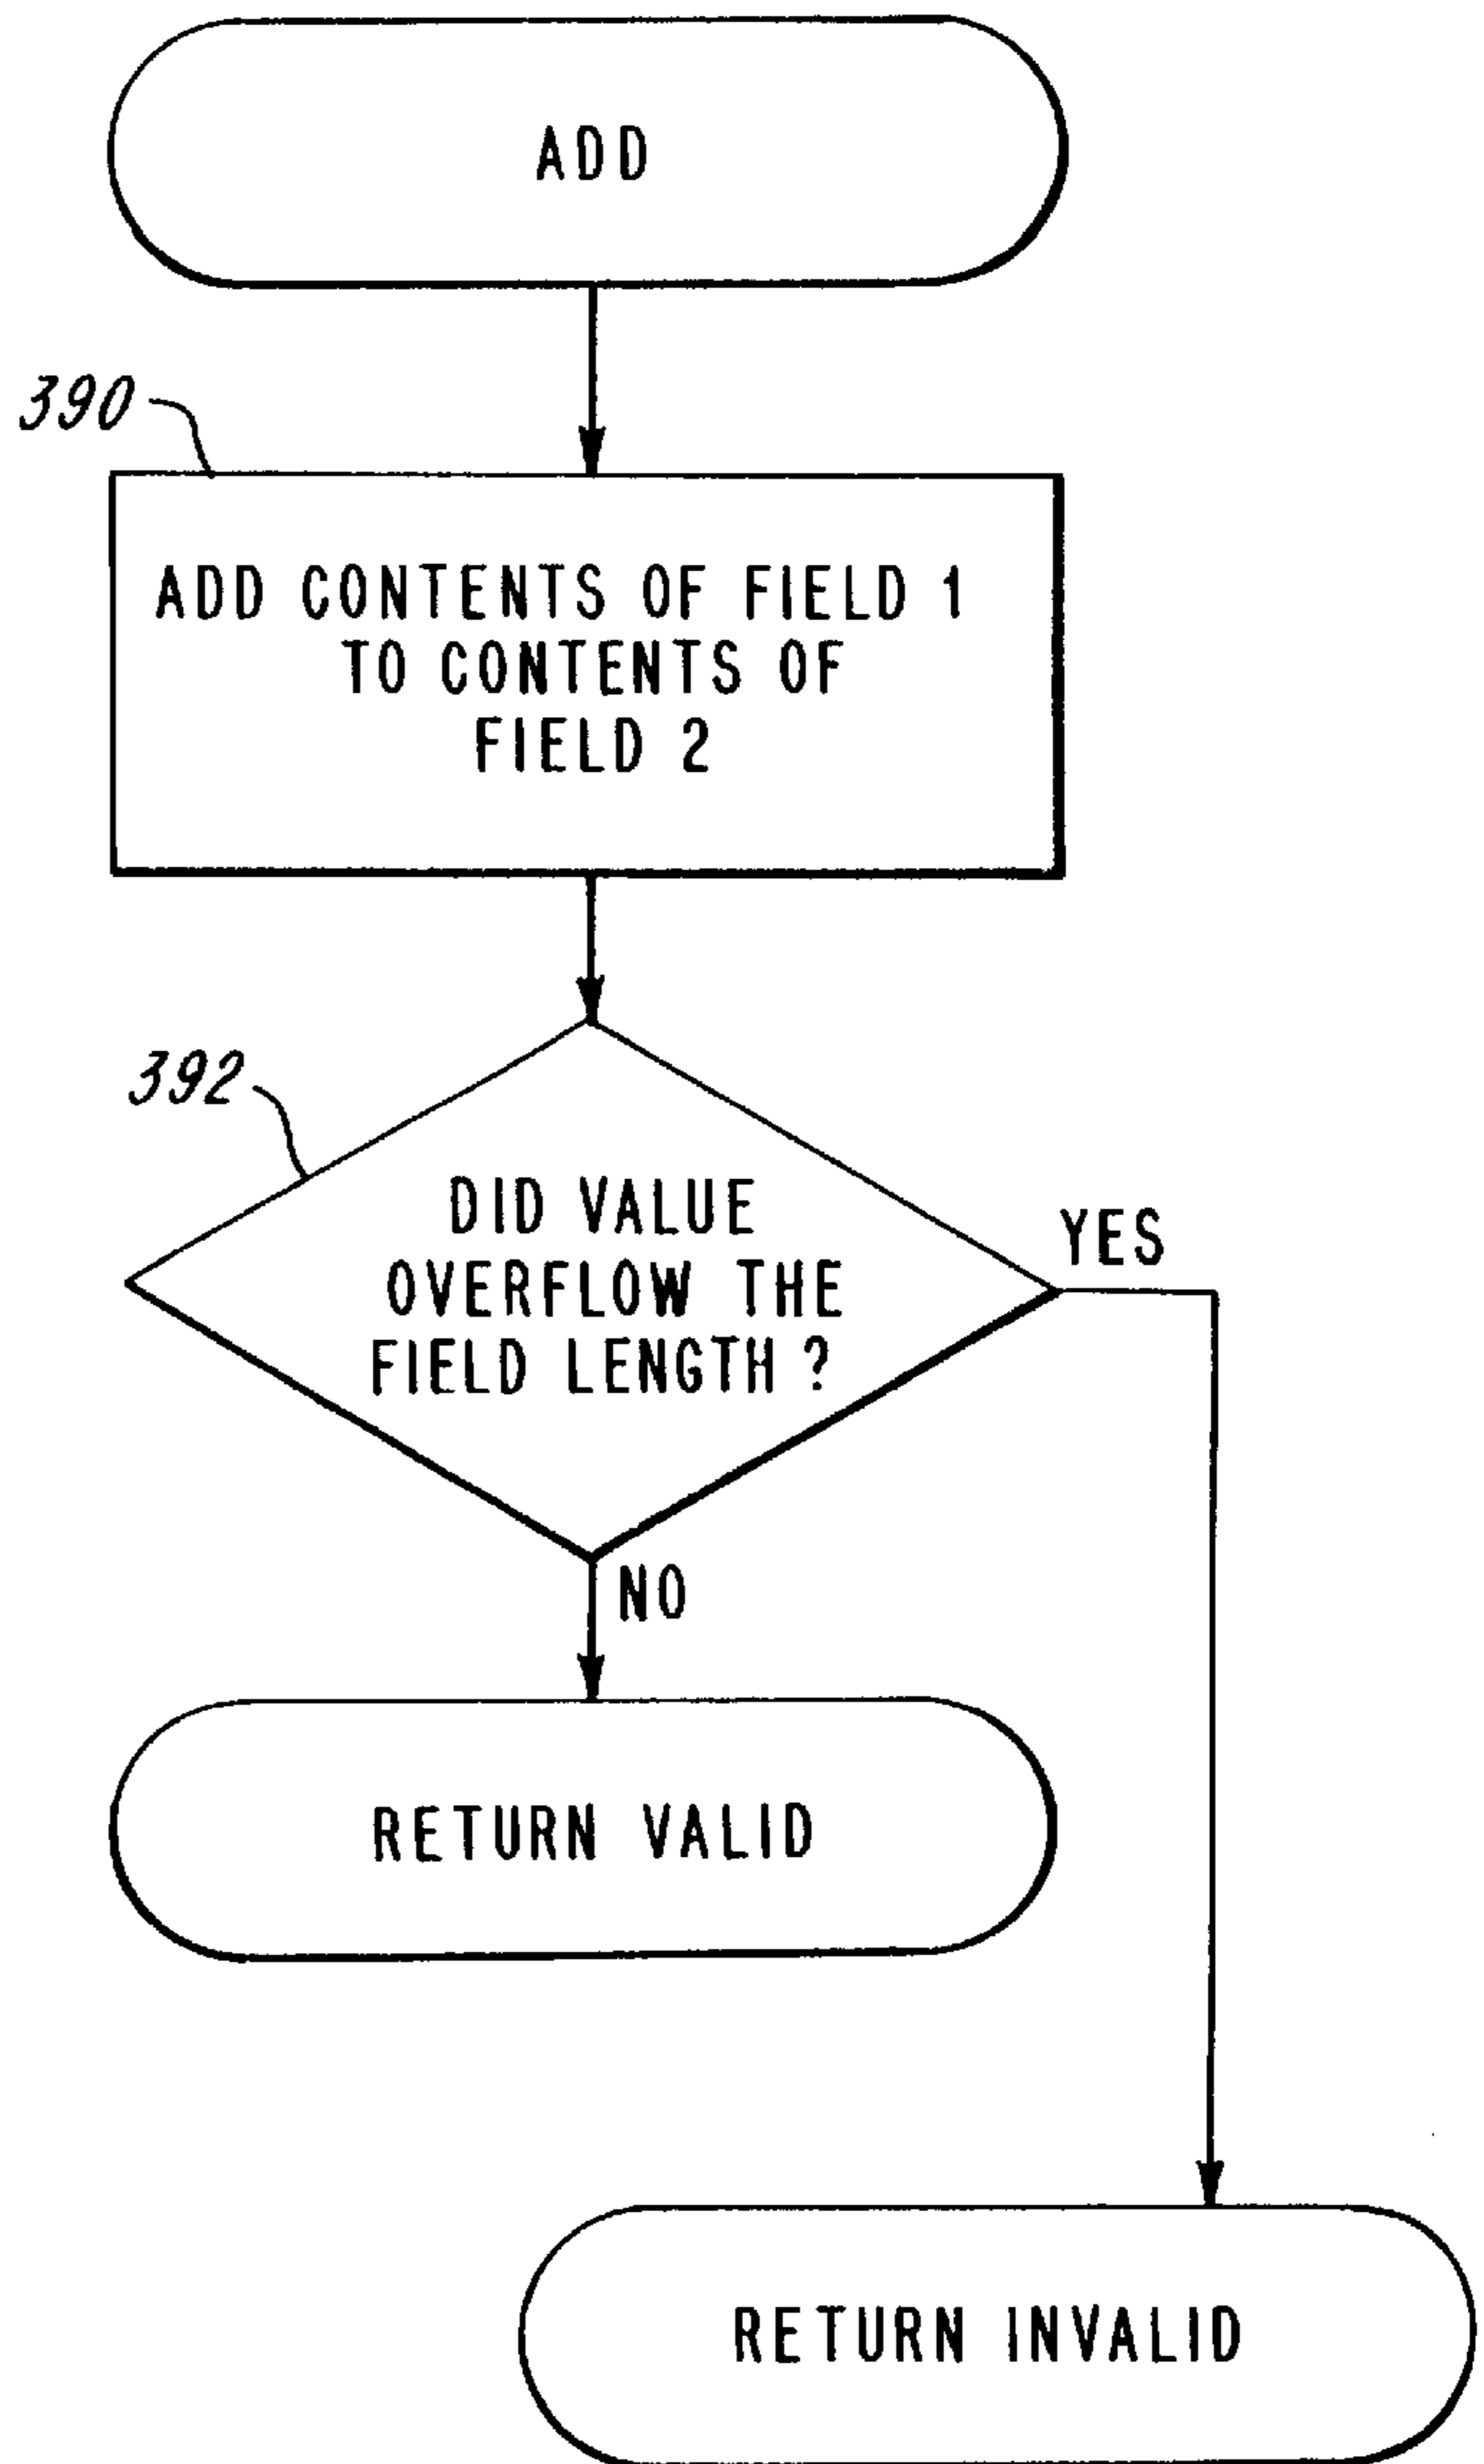 ADD
390
ADD CONTENTS OF FIELD 1
TO CONTENTS OF
FIELD 2
392
DID VALUE
OVERFLOW THE
FIELD LENGTH ?
YES
NO
RETURN VALID
RETURN INVALID